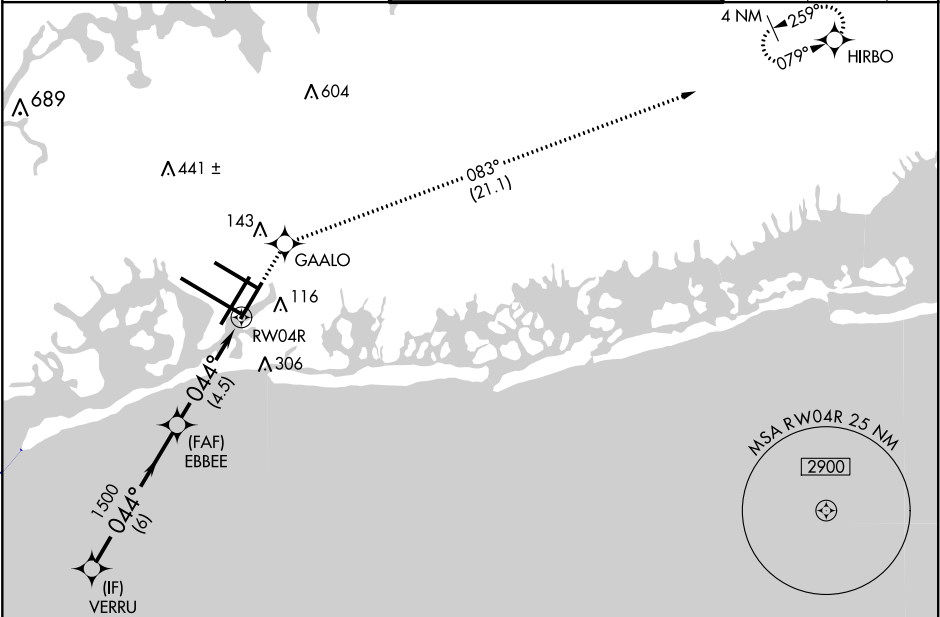 4 NM
259°
079°
HIRBO
689
604
441 ±
083°
(21.1)
143
GAALO
116
RW04R
306
044°
(4.5)
(FAF)
EBBEE
MSA RW04R 25 NM
2900
1500
044°
(6)
(IF)
VERRU